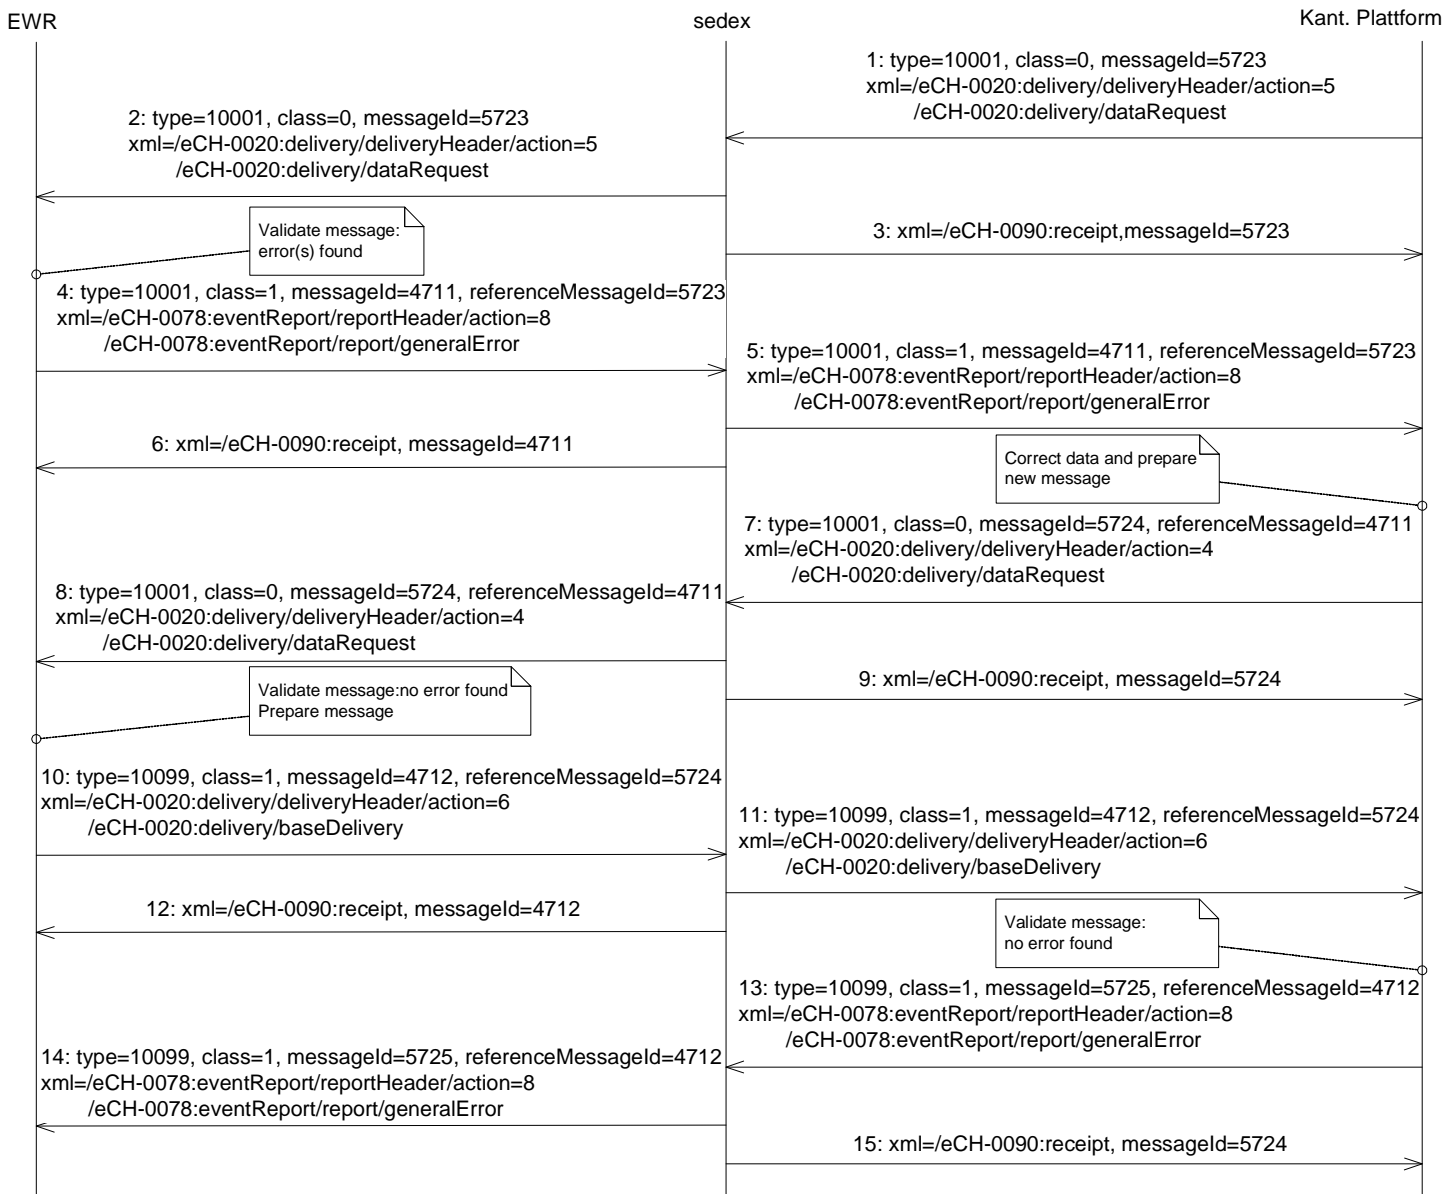 EWR
sedex
Kant. Plattform
1: type=10001, class=0, messageId=5723
xml=/eCH-0020:delivery/deliveryHeader/action=5
/eCH-0020:delivery/dataRequest
2: type=10001, class=0, messageId=5723
xml=/eCH-0020:delivery/deliveryHeader/action=5
/eCH-0020:delivery/dataRequest
Validate message:
error(s) found
3: xml=/eCH-0090:receipt,messageId=5723
4: type=10001, class=1, messageId=4711, referenceMessageId=5723
xml=/eCH-0078:eventReport/reportHeader/action=8
/eCH-0078:eventReport/report/generalError
5: type=10001, class=1, messageId=4711, referenceMessageId=5723
xml=/eCH-0078:eventReport/reportHeader/action=8
/eCH-0078:eventReport/report/generalError
6: xml=/eCH-0090:receipt, messageId=4711
Correct data and prepare
new message
7: type=10001, class=0, messageId=5724, referenceMessageId=4711
xml=/eCH-0020:delivery/deliveryHeader/action=4
/eCH-0020:delivery/dataRequest
8: type=10001, class=0, messageId=5724, referenceMessageId=4711
xml=/eCH-0020:delivery/deliveryHeader/action=4
/eCH-0020:delivery/dataRequest
Validate message:no error found
Prepare message
9: xml=/eCH-0090:receipt, messageId=5724
10: type=10099, class=1, messageId=4712, referenceMessageId=5724
xml=/eCH-0020:delivery/deliveryHeader/action=6
/eCH-0020:delivery/baseDelivery
11: type=10099, class=1, messageId=4712, referenceMessageId=5724
xml=/eCH-0020:delivery/deliveryHeader/action=6
/eCH-0020:delivery/baseDelivery
12: xml=/eCH-0090:receipt, messageId=4712
Validate message:
no error found
13: type=10099, class=1, messageId=5725, referenceMessageId=4712
xml=/eCH-0078:eventReport/reportHeader/action=8
/eCH-0078:eventReport/report/generalError
14: type=10099, class=1, messageId=5725, referenceMessageId=4712
xml=/eCH-0078:eventReport/reportHeader/action=8
/eCH-0078:eventReport/report/generalError
15: xml=/eCH-0090:receipt, messageId=5724